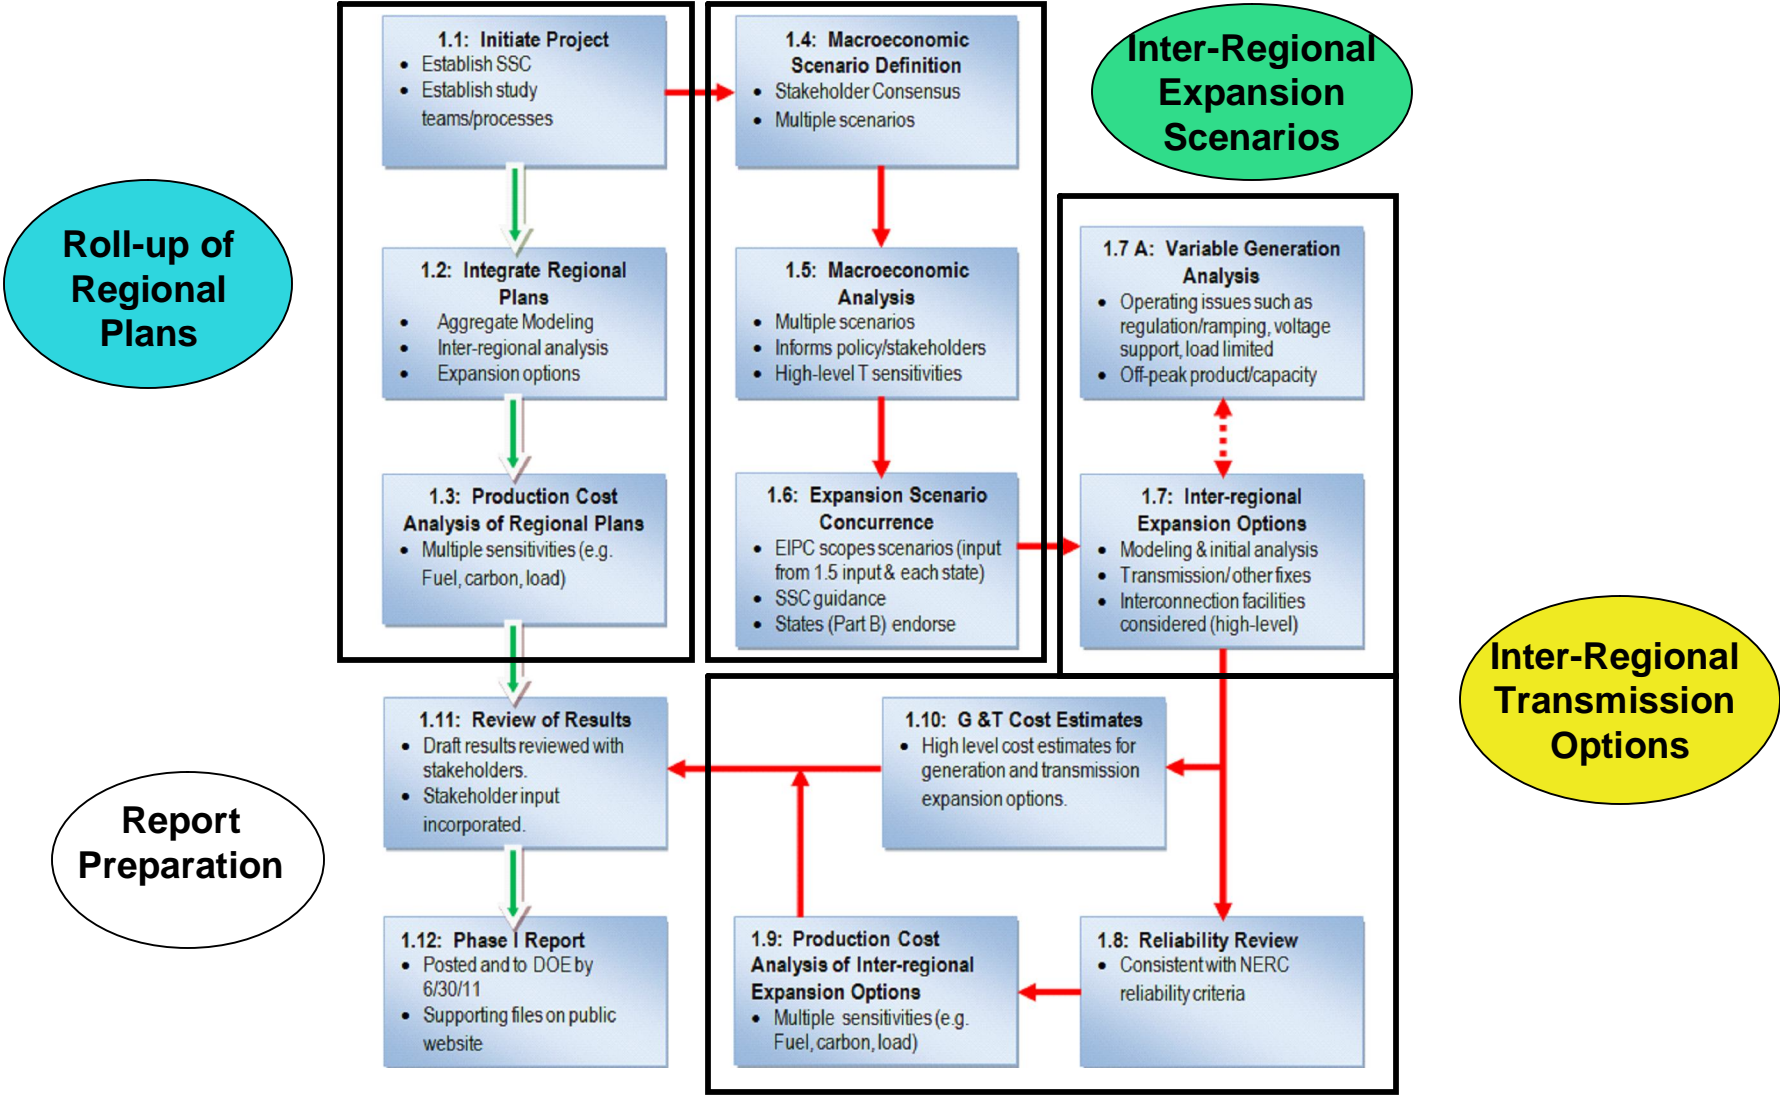 Roll-up of
Regional
Plans
Report
Preparation
1.1: Initiate Project
• Establish SSC
• Establish study
teams/processes
1.2: Integrate Regional
Plans
• Aggregate Modeling
• Inter-regional analysis
• Expansion options
1.3: Production Cost
Analysis of Regional Plans
• Multiple sensitivities (e.g.
Fuel, carbon, load)
1.11: Review of Results
• Draft results reviewed with
stakeholders.
• Stakeholder input
incorporated.
1.12: Phase I Report
• Posted and to DOE by
6/30/11
• Supporting files on public
website
1.4: Macroeconomic
Scenario Definition
• Stakeholder Consensus
• Multiple scenarios
1.5: Macroeconomic
Analysis
• Multiple scenarios
• Informs policy/stakeholders
• High-level T sensitivities
1.6: Expansion Scenario
Concurrence
• EIPC scopes scenarios (input
from 1.5 input & each state)
• SSC guidance
• States (Part B) endorse
Inter-Regional
Expansion
Scenarios
1.7 A: Variable Generation
Analysis
• Operating issues such as
regulation/ramping, voltage
support, load limited
• Off-peak product/capacity
1.7: Inter-regional
Expansion Options
• Modeling & initial analysis
• Transmission/ other fixes
• Interconnection facilities
considered (high-level)
1.10: G &T Cost Estimates
• High level cost estimates for
generation and transmission
expansion options.
1.9: Production Cost
Analysis of Inter-regional
Expansion Options
• Multiple sensitivities (e.g.
Fuel, carbon, load)
1.8: Reliability Review
• Consistent with NERC
reliability criteria
Inter-Regional
Transmission
Options